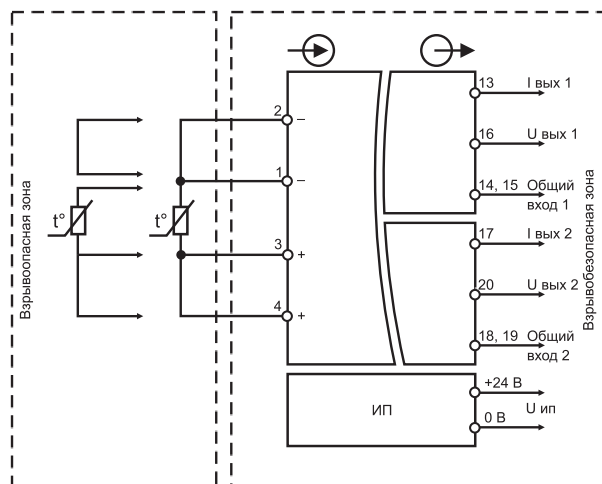 Взрывоопасная зона
t°
t°
2
–
1
–
3
+
4
+
13
I вых 1
16
U вых 1
14, 15
Общий
вход 1
17
I вых 2
20
U вых 2
18, 19
Общий
вход 2
ИП
+24 В
0 В
U ип
Взрывобезопасная зона